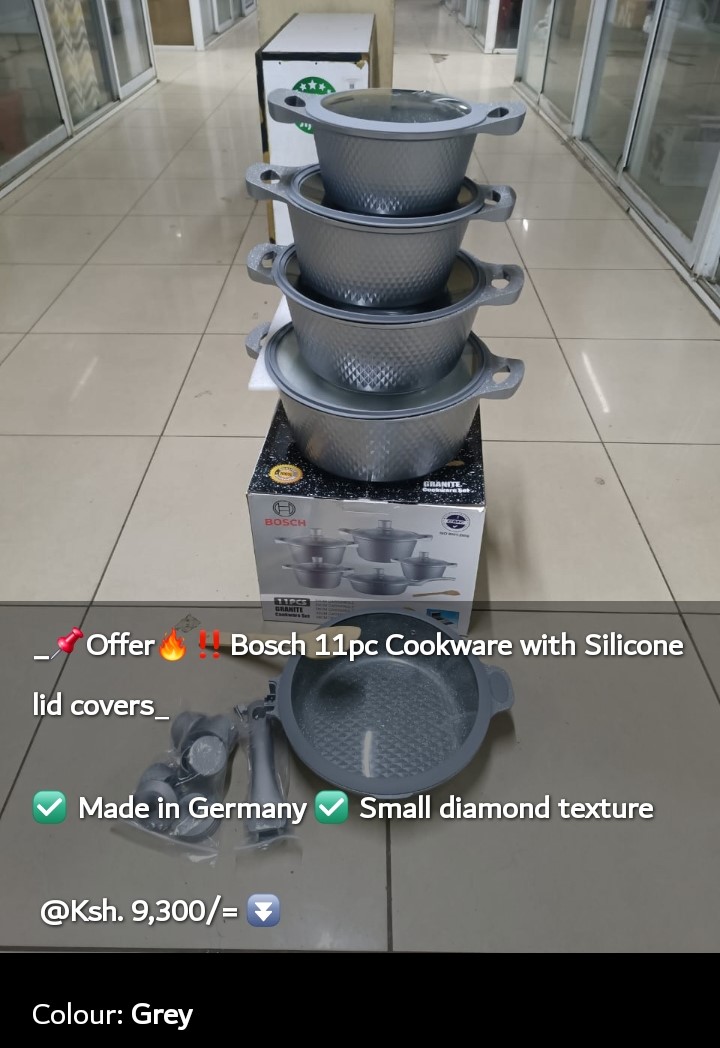 BOSCH
GRANITE
Cookware Set
11PCS
GRANITE
Cookware Set
_📌Offer🔥‼️Bosch 11pc Cookware with Silicone
lid covers_
✅ Made in Germany ✅ Small diamond texture
@Ksh. 9,300/= ⏬
Colour: Grey